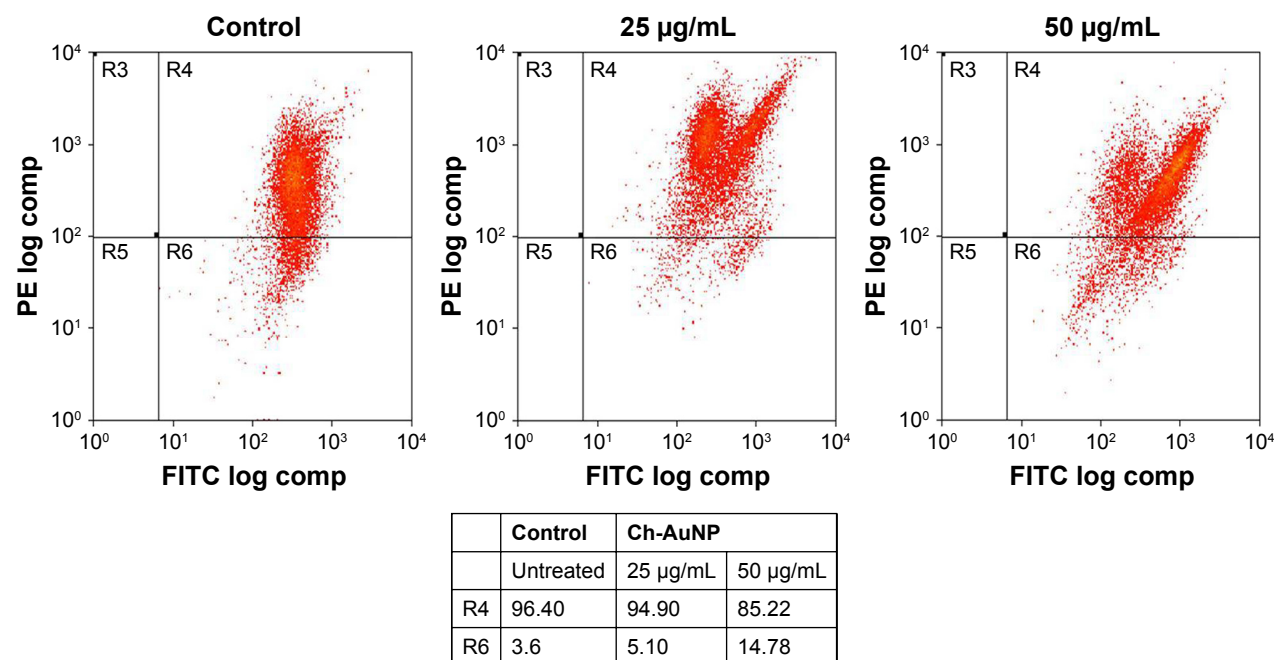 Control
10⁴
R3
R4
10³
10²
R5
R6
10¹
10⁰
10⁰
10¹
10²
10³
10⁴
PE log comp
FITC log comp
25 µg/mL
10⁴
R3
R4
10³
10²
R5
R6
10¹
10⁰
10⁰
10¹
10²
10³
10⁴
PE log comp
FITC log comp
50 µg/mL
10⁴
R3
R4
10³
10²
R5
R6
10¹
10⁰
10⁰
10¹
10²
10³
10⁴
PE log comp
FITC log comp
Control Ch-AuNP
Untreated 25 µg/mL 50 µg/mL
R4 96.40 94.90 85.22
R6 3.6 5.10 14.78